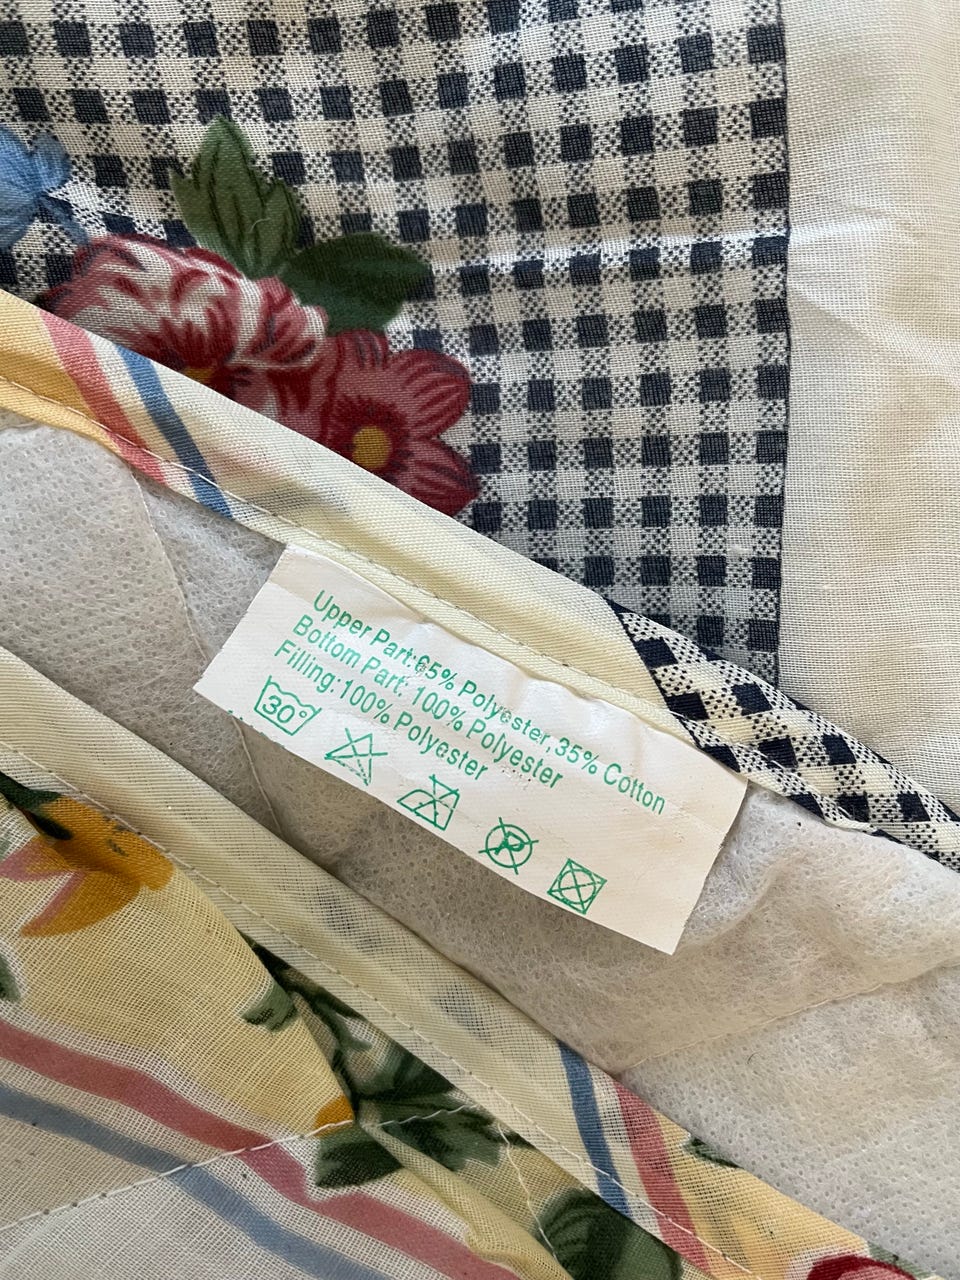 Upper Part: 65% Polyester, 35% Cotton
Bottom Part: 100% Polyester
Filling: 100% Polyester
30°
P